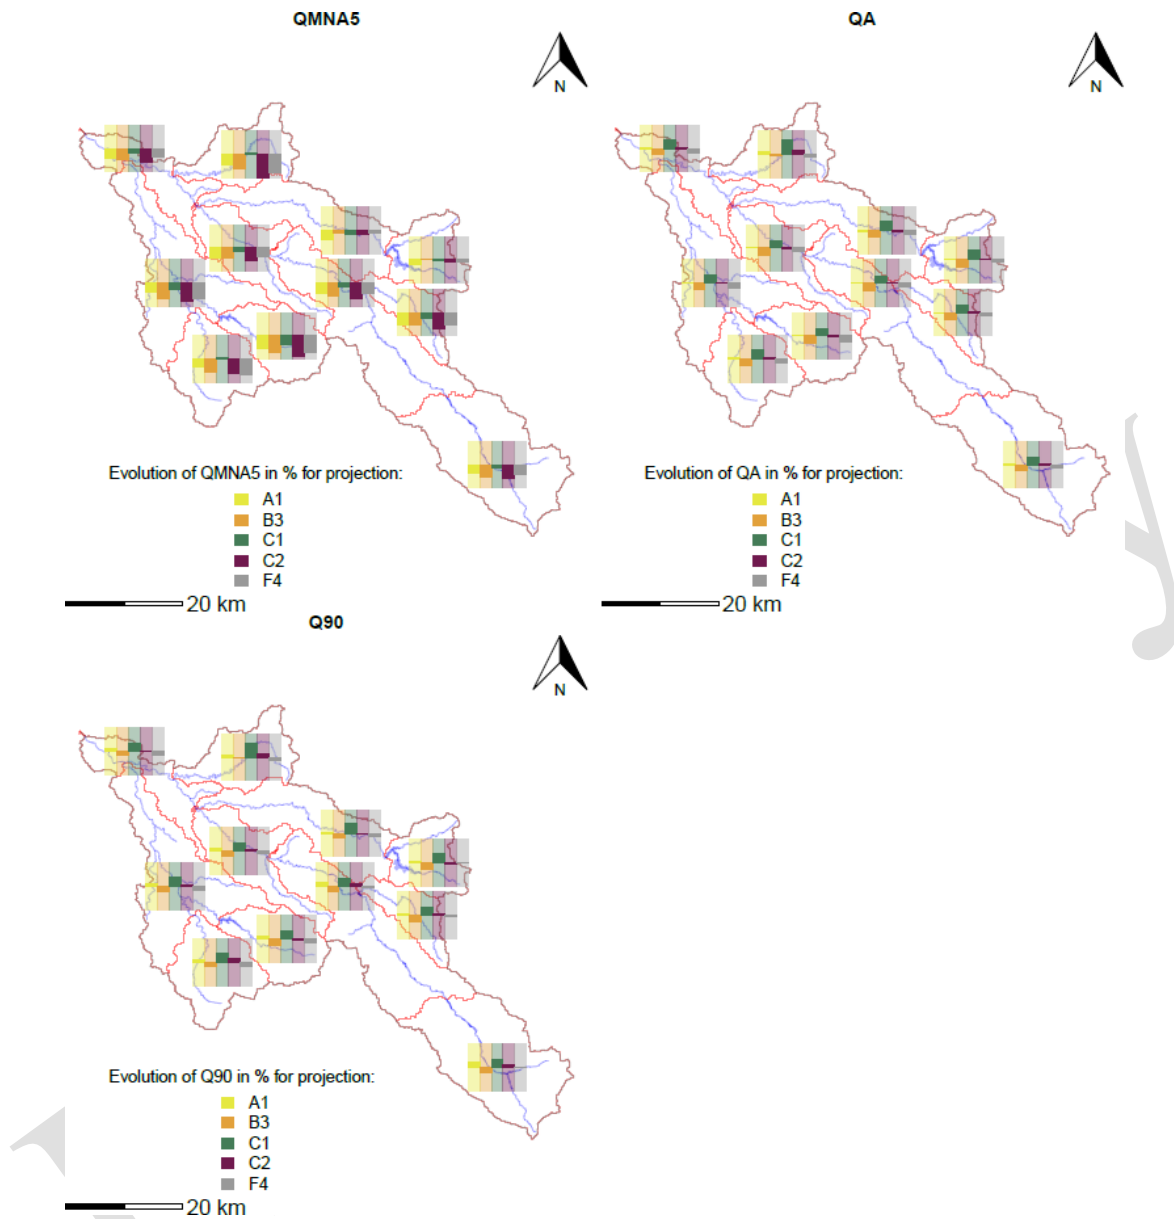 QMNA5
N
Evolution of QMNA5 in % for projection:
A1
B3
C1
C2
F4
20 km
QA
N
Evolution of QA in % for projection:
A1
B3
C1
C2
F4
20 km
Q90
N
Evolution of Q90 in % for projection:
A1
B3
C1
C2
F4
20 km
y